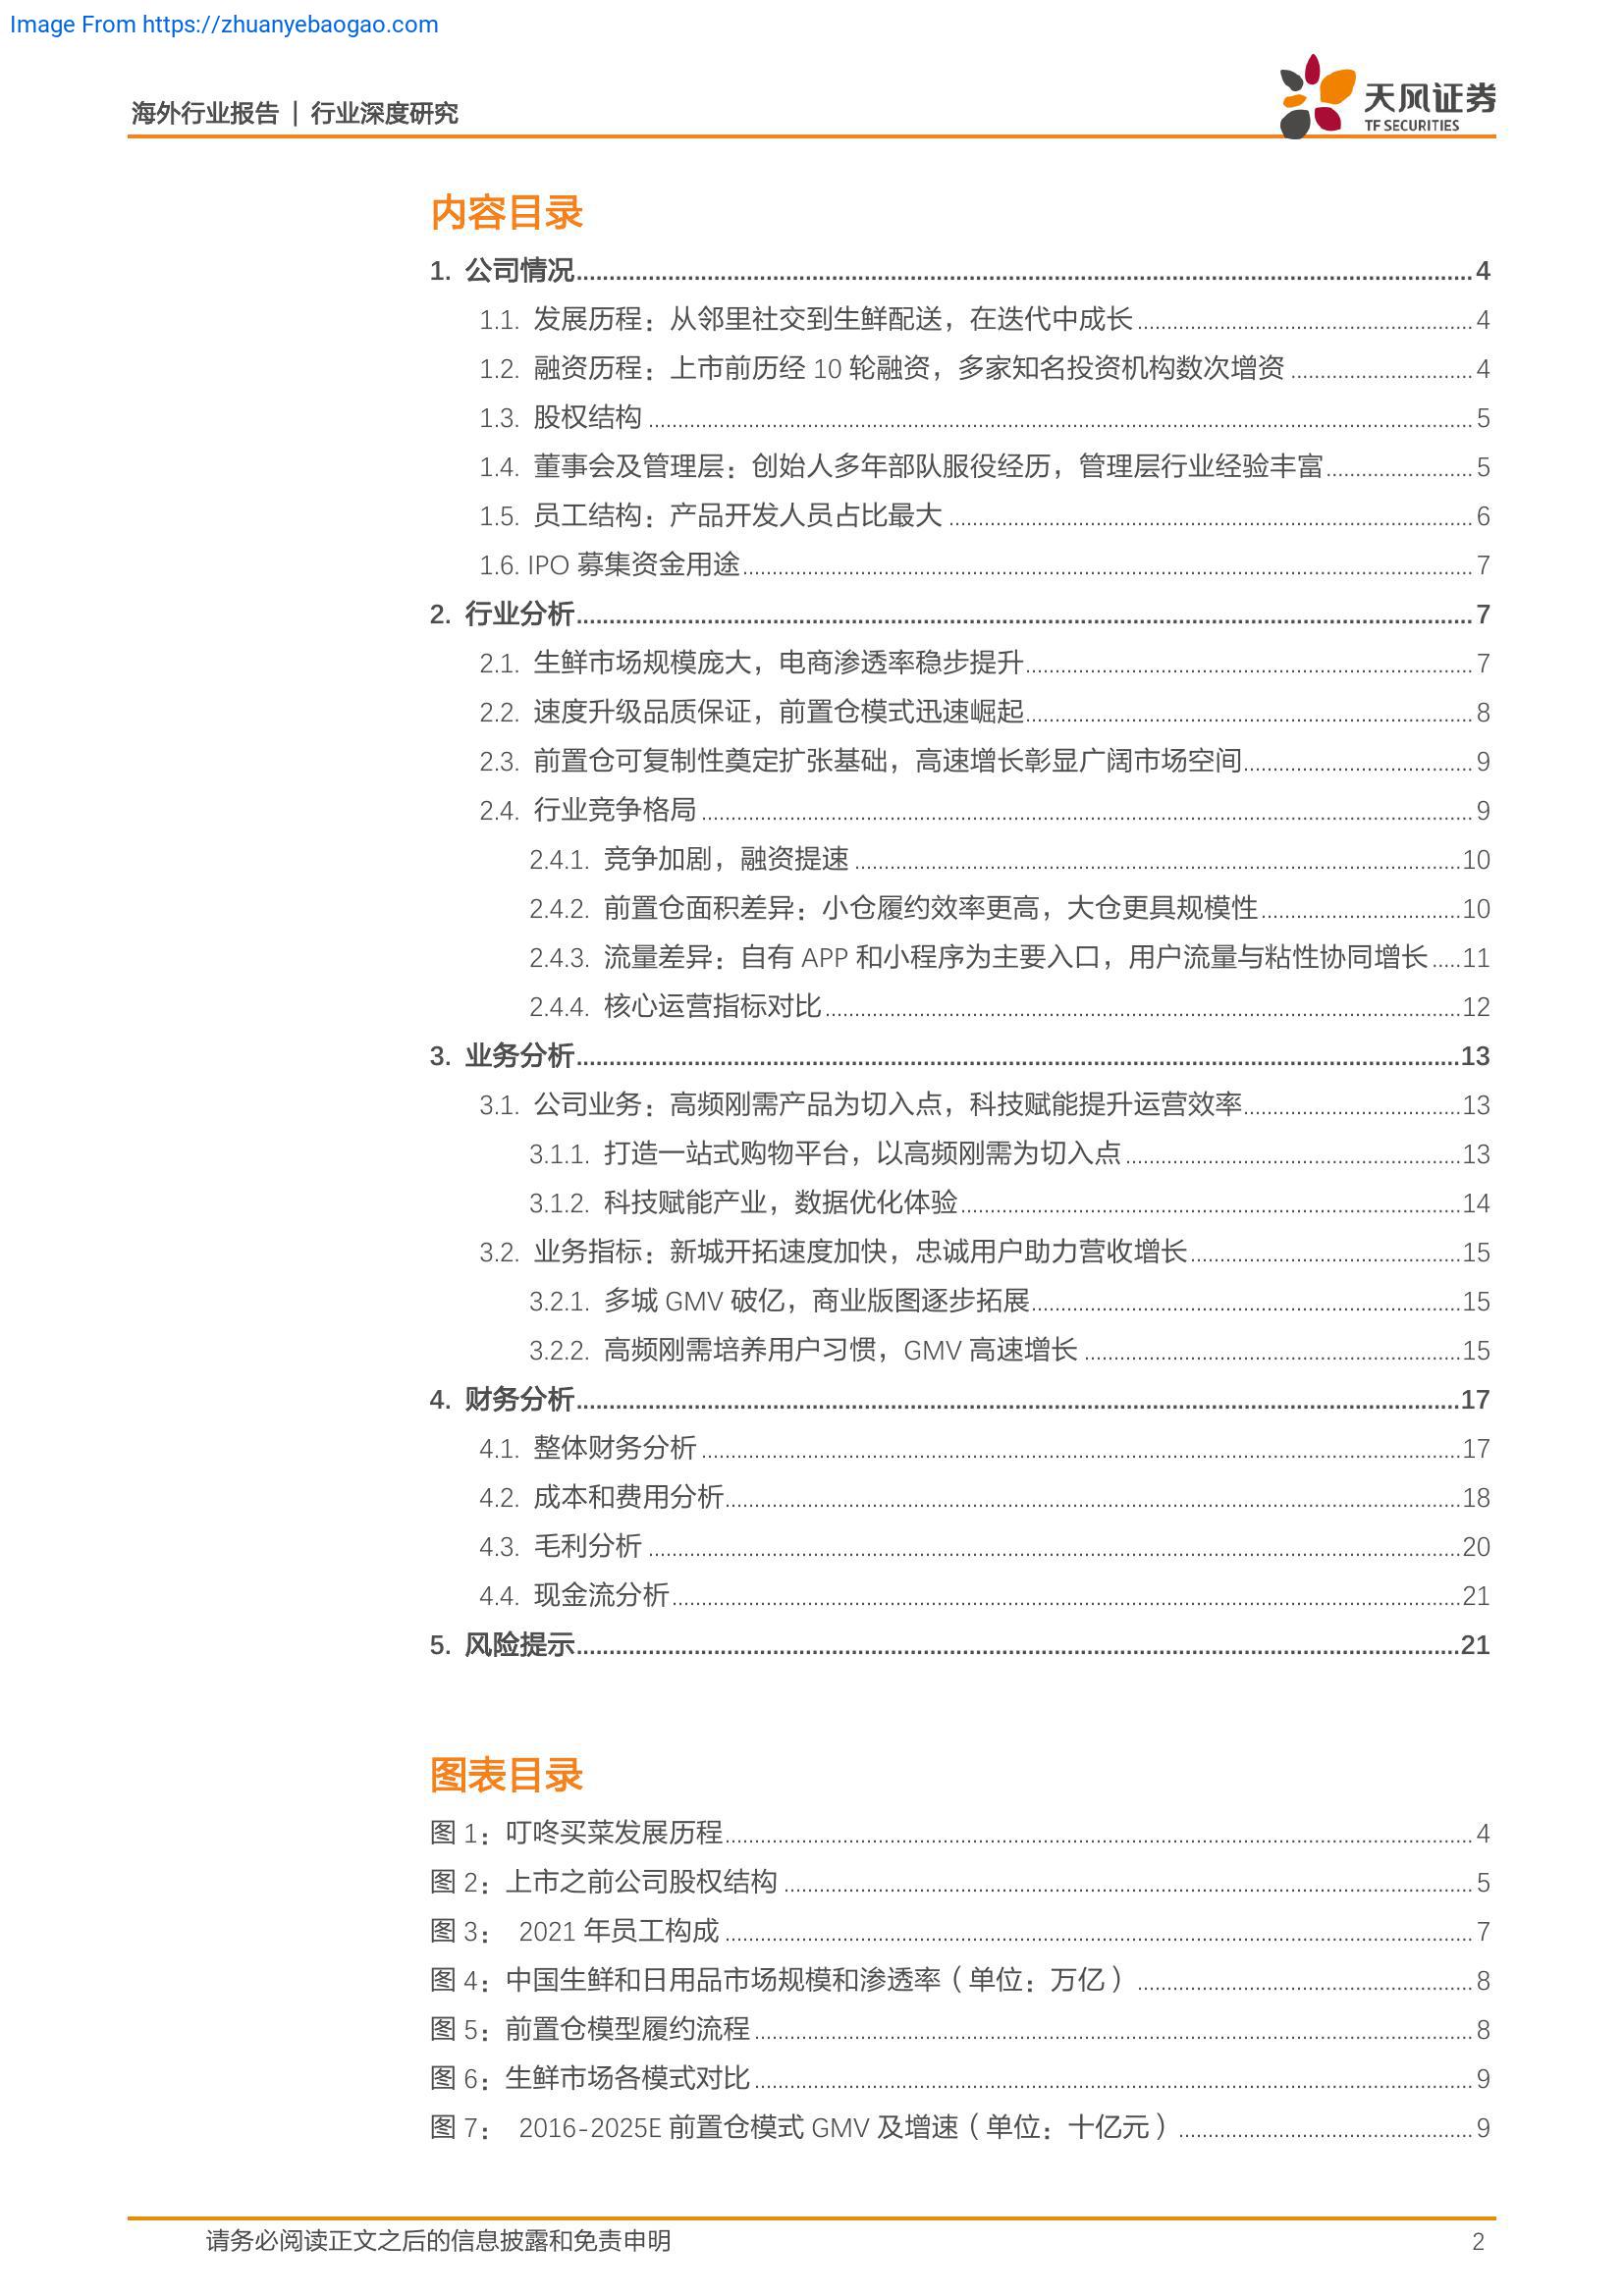 Image From https://zhuanyebaogao.com
海外行业报告 | 行业深度研究
天风证券
TF SECURITIES
内容目录
1. 公司情况 4
1.1. 发展历程：从邻里社交到生鲜配送，在迭代中成长 4
1.2. 融资历程：上市前历经 10 轮融资，多家知名投资机构数次增资 4
1.3. 股权结构 5
1.4. 董事会及管理层：创始人多年部队服役经历，管理层行业经验丰富 5
1.5. 员工结构：产品开发人员占比最大 6
1.6. IPO 募集资金用途 7
2. 行业分析 7
2.1. 生鲜市场规模庞大，电商渗透率稳步提升 7
2.2. 速度升级品质保证，前置仓模式迅速崛起 8
2.3. 前置仓可复制性奠定扩张基础，高速增长彰显广阔市场空间 9
2.4. 行业竞争格局 9
2.4.1. 竞争加剧，融资提速 10
2.4.2. 前置仓面积差异：小仓履约效率更高，大仓更具规模性 10
2.4.3. 流量差异：自有 APP 和小程序为主要入口，用户流量与粘性协同增长 11
2.4.4. 核心运营指标对比 12
3. 业务分析 13
3.1. 公司业务：高频刚需产品为切入点，科技赋能提升运营效率 13
3.1.1. 打造一站式购物平台，以高频刚需为切入点 13
3.1.2. 科技赋能产业，数据优化体验 14
3.2. 业务指标：新城开拓速度加快，忠诚用户助力营收增长 15
3.2.1. 多城 GMV 破亿，商业版图逐步拓展 15
3.2.2. 高频刚需培养用户习惯，GMV 高速增长 15
4. 财务分析 17
4.1. 整体财务分析 17
4.2. 成本和费用分析 18
4.3. 毛利分析 20
4.4. 现金流分析 21
5. 风险提示 21
图表目录
图 1：叮咚买菜发展历程 4
图 2：上市之前公司股权结构 5
图 3： 2021 年员工构成 7
图 4：中国生鲜和日用品市场规模和渗透率（单位：万亿） 8
图 5：前置仓模型履约流程 8
图 6：生鲜市场各模式对比 9
图 7： 2016-2025E 前置仓模式 GMV 及增速（单位：十亿元） 9
请务必阅读正文之后的信息披露和免责申明 2